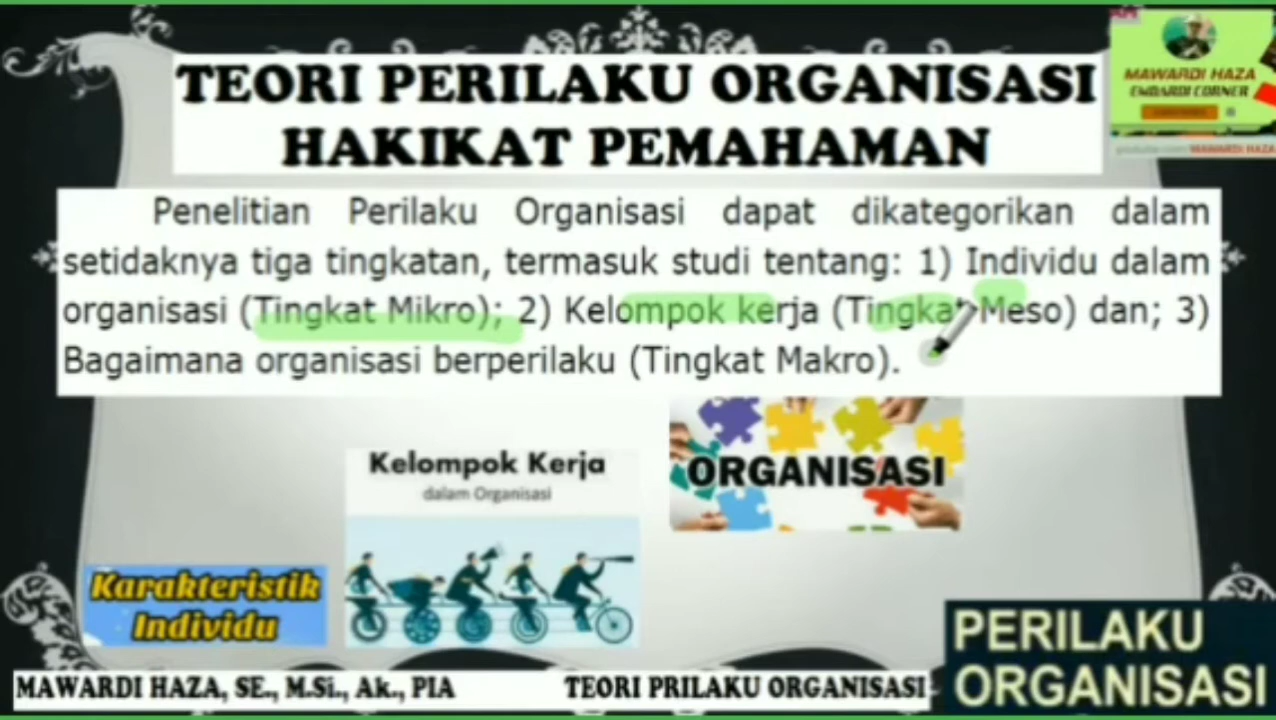 TEORI PERILAKU ORGANISASI
HAKIKAT PEMAHAMAN
MAWARDI HAZA
EMBARDI CORNER
MAWARDI HAZA
Penelitian Perilaku Organisasi dapat dikategorikan dalam
setidaknya tiga tingkatan, termasuk studi tentang: 1) Individu dalam
organisasi (Tingkat Mikro); 2) Kelompok kerja (Tingkat Meso) dan; 3)
Bagaimana organisasi berperilaku (Tingkat Makro).
Kelompok Kerja
dalam Organisasi
ORGANISASI
Karakteristik
Individu
PERILAKU
ORGANISASI
MAWARDI HAZA, SE., M.Si., Ak., PIA
TEORI PRILAKU ORGANISASI